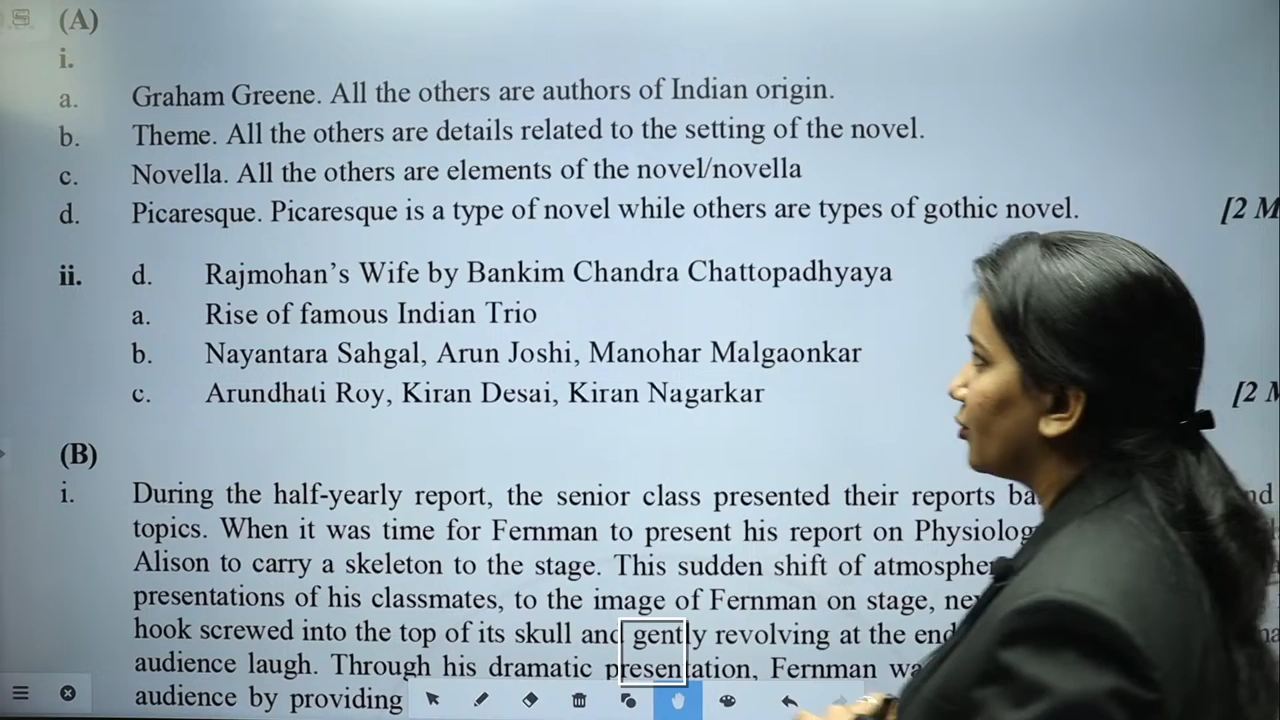 (A)
i.
a. Graham Greene. All the others are authors of Indian origin.
b. Theme. All the others are details related to the setting of the novel.
c. Novella. All the others are elements of the novel/novella
d. Picaresque. Picaresque is a type of novel while others are types of gothic novel. [2 M
ii. d. Rajmohan’s Wife by Bankim Chandra Chattopadhyaya
a. Rise of famous Indian Trio
b. Nayantara Sahgal, Arun Joshi, Manohar Malgaonkar
c. Arundhati Roy, Kiran Desai, Kiran Nagarkar [2 M
(B)
i. During the half-yearly report, the senior class presented their reports
topics. When it was time for Fernman to present his report on
Alison to carry a skeleton to the stage. This sudden shift of
presentations of his classmates, to the image of Fernman on stage,
hook screwed into the top of its skull and gently revolving at the end
audience laugh. Through his dramatic presentation, Fernman
audience by providing